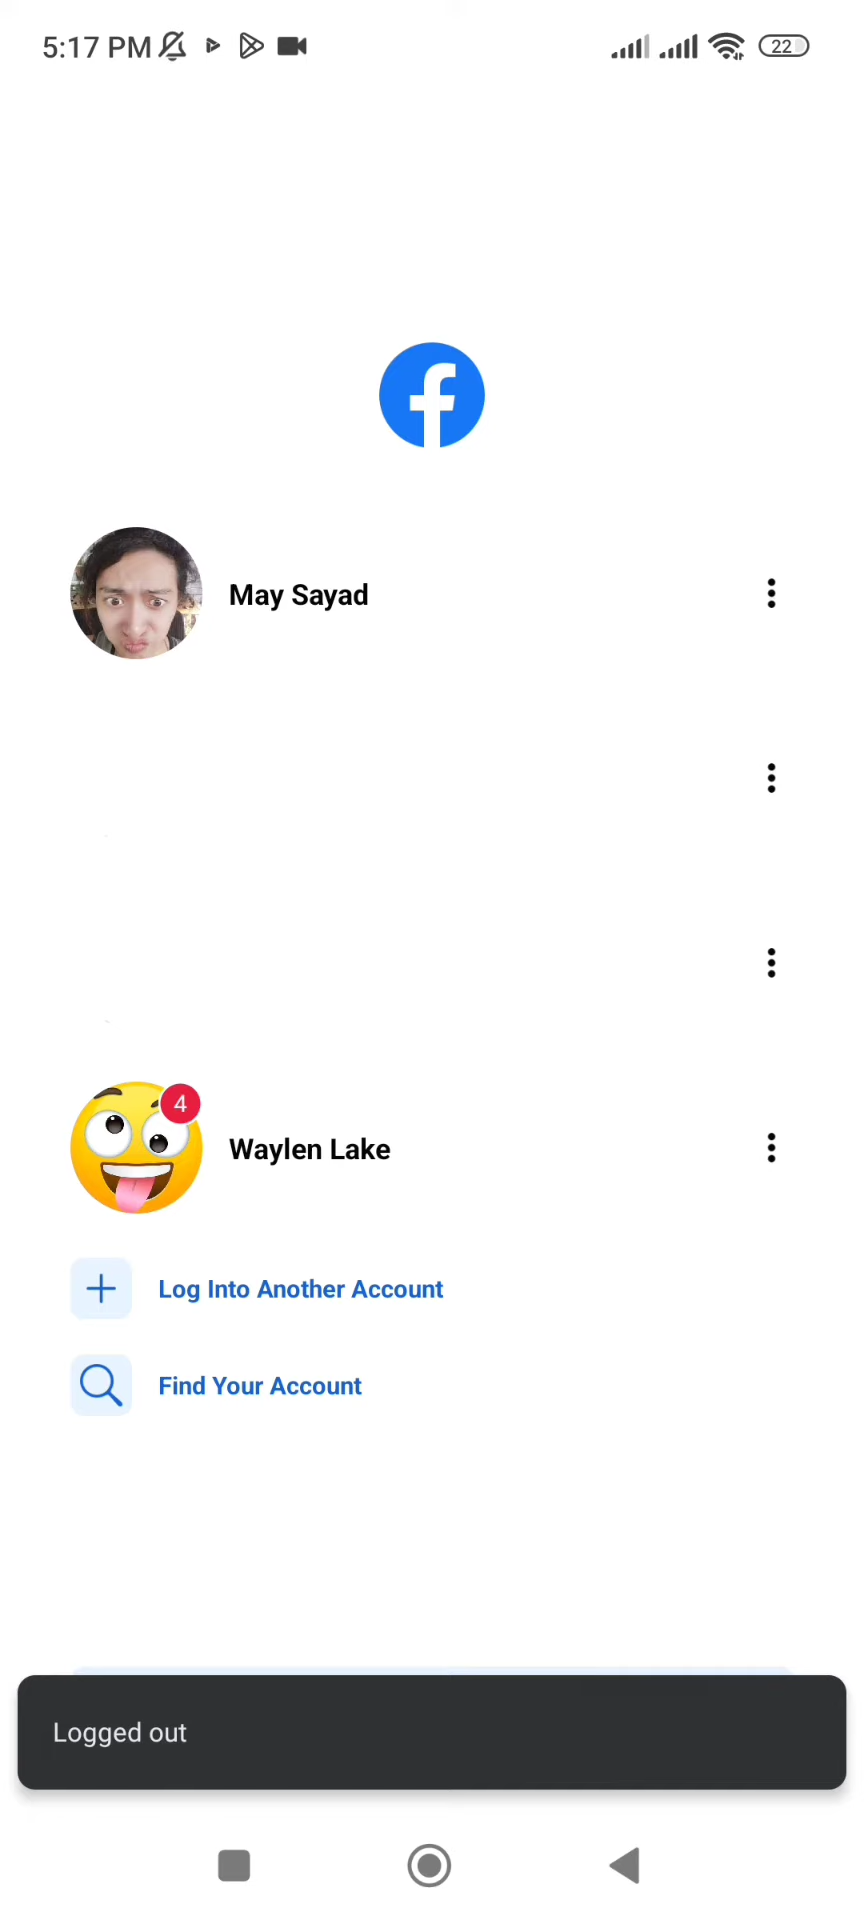 5:17 PM
22
May Sayad
4
Waylen Lake
Log Into Another Account
Find Your Account
Logged out